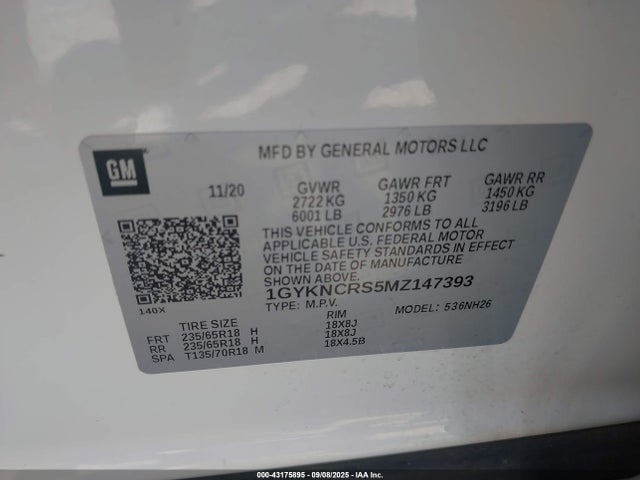 GM
MFD BY GENERAL MOTORS LLC
11/20 GVWR GAWR FRT GAWR RR
2722 KG 1350 KG 1450 KG
6001 LB 2976 LB 3196 LB
THIS VEHICLE CONFORMS TO ALL
APPLICABLE U.S. FEDERAL MOTOR
VEHICLE SAFETY STANDARDS IN EFFECT
ON THE DATE OF MANUFACTURE
SHOWN ABOVE.
1GYKNCRS5MZ147393
140X
TYPE: M.P.V. MODEL: 536NH26
TIRE SIZE RIM
FRT 235/65R18 H 18X8J
RR 235/65R18 H 18X8J
SPA T135/70R18 M 18X4.5B
000-43175895 - 09/08/2025 - IAA Inc.